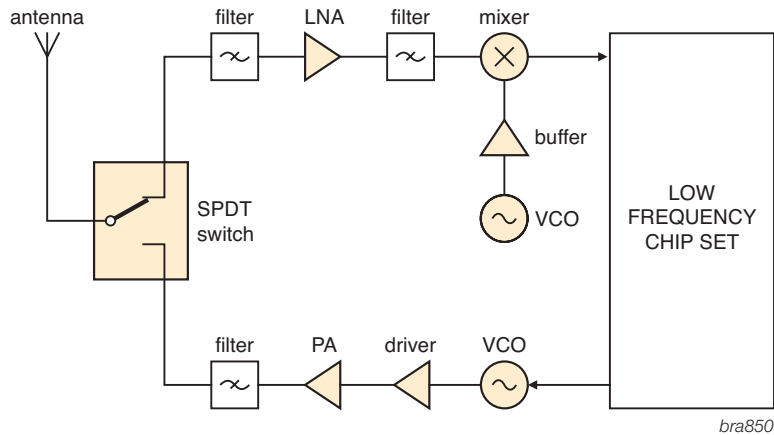 antenna
filter
LNA
filter
mixer
buffer
VCO
SPDT
switch
LOW
FREQUENCY
CHIP SET
filter
PA
driver
VCO
bra850